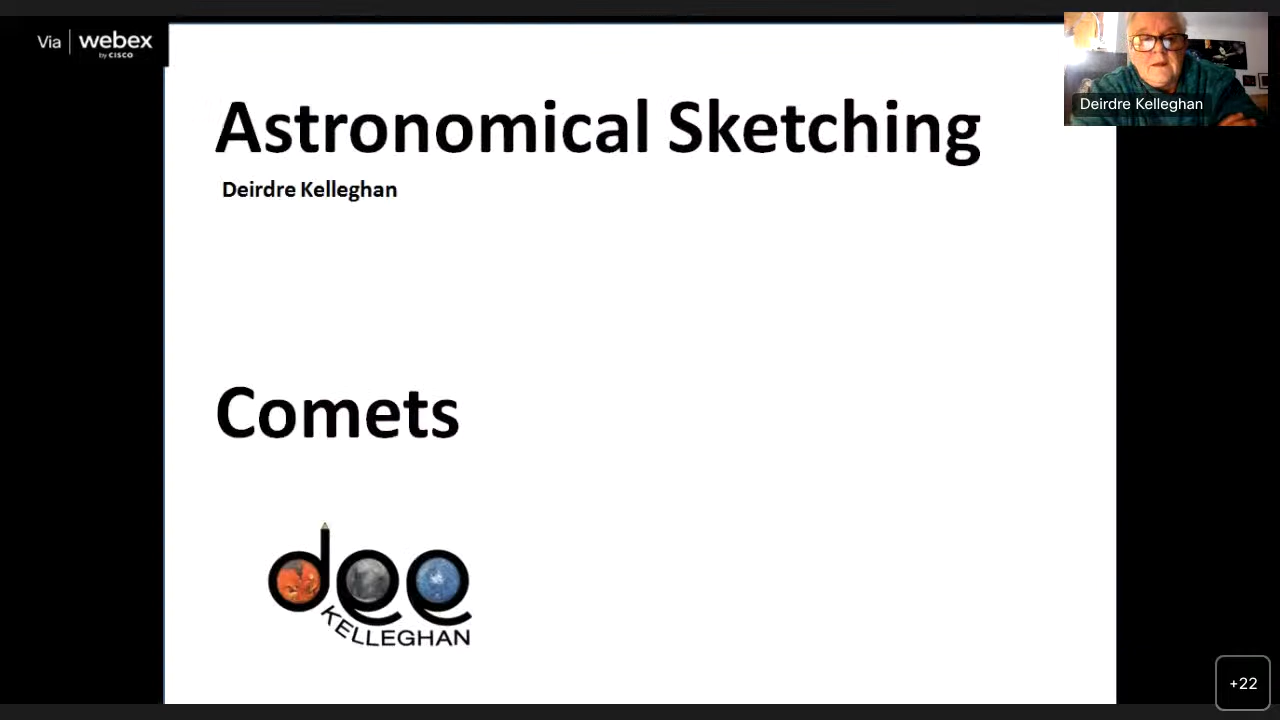 Via | webex
by CISCO
Deirdre Kelleghan
Astronomical Sketching
Deirdre Kelleghan
Comets
dee
KELLEGHAN
+22